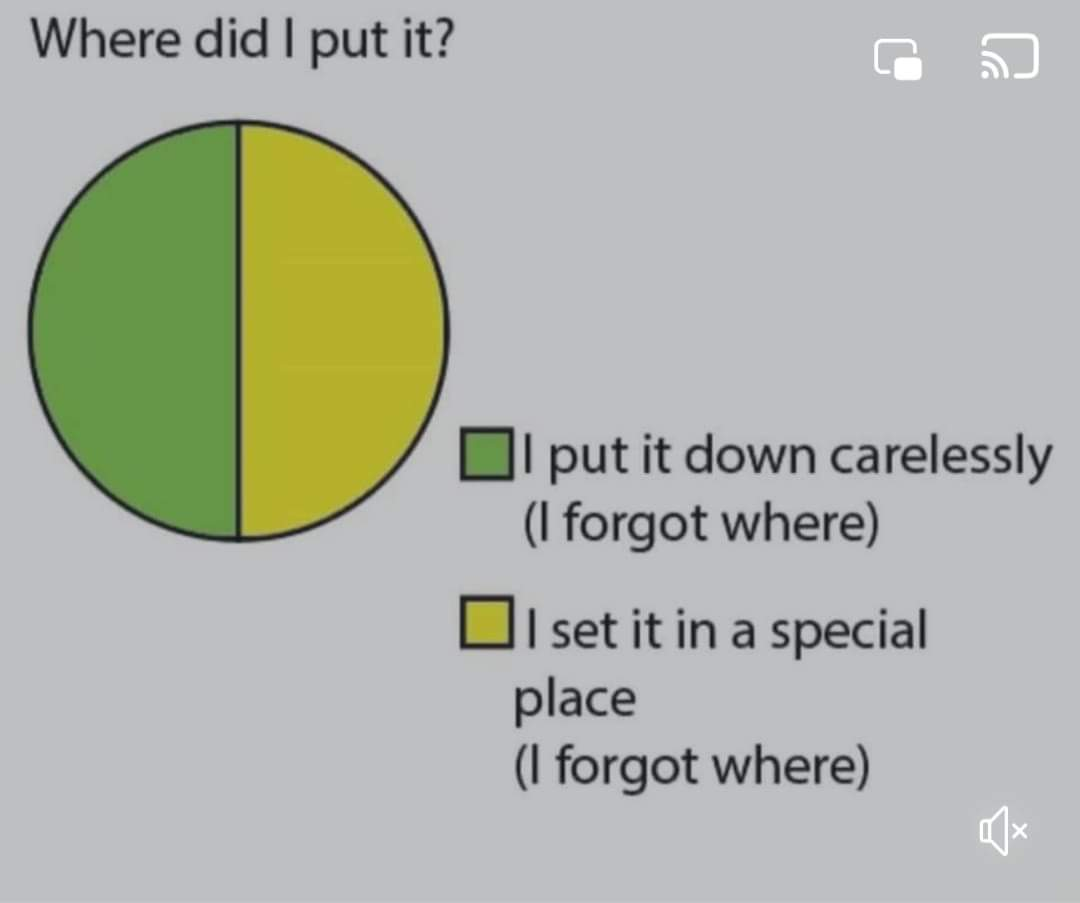 Where did I put it?
I put it down carelessly
(I forgot where)
I set it in a special
place
(I forgot where)